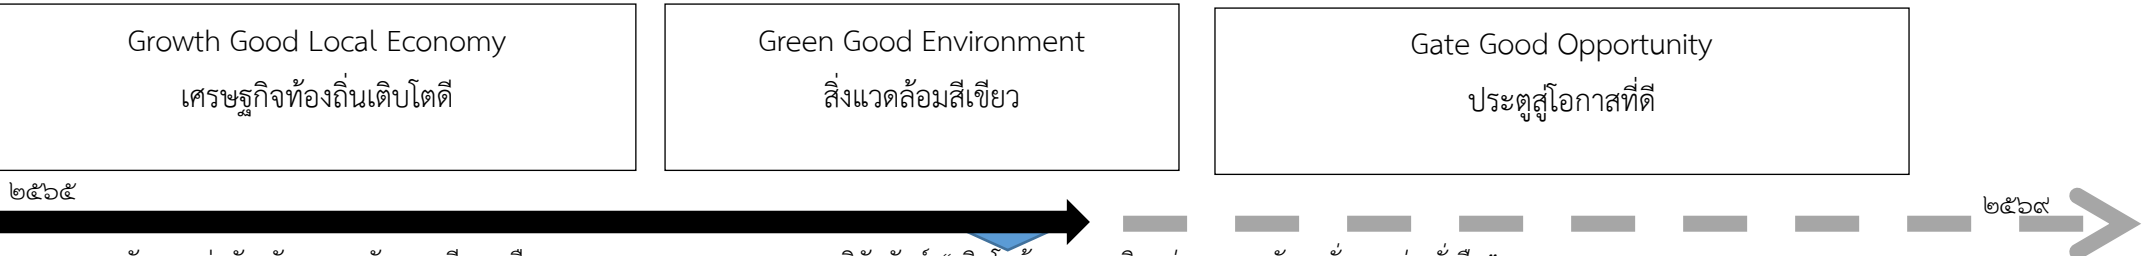 Growth Good Local Economy
เศรษฐกิจท้องถิ่นเติบโตดี
Green Good Environment
สิ่งแวดล้อมสีเขียว
Gate Good Opportunity
ประตูสู่โอกาสที่ดี
๒๕๖๕
๒๕๖๙